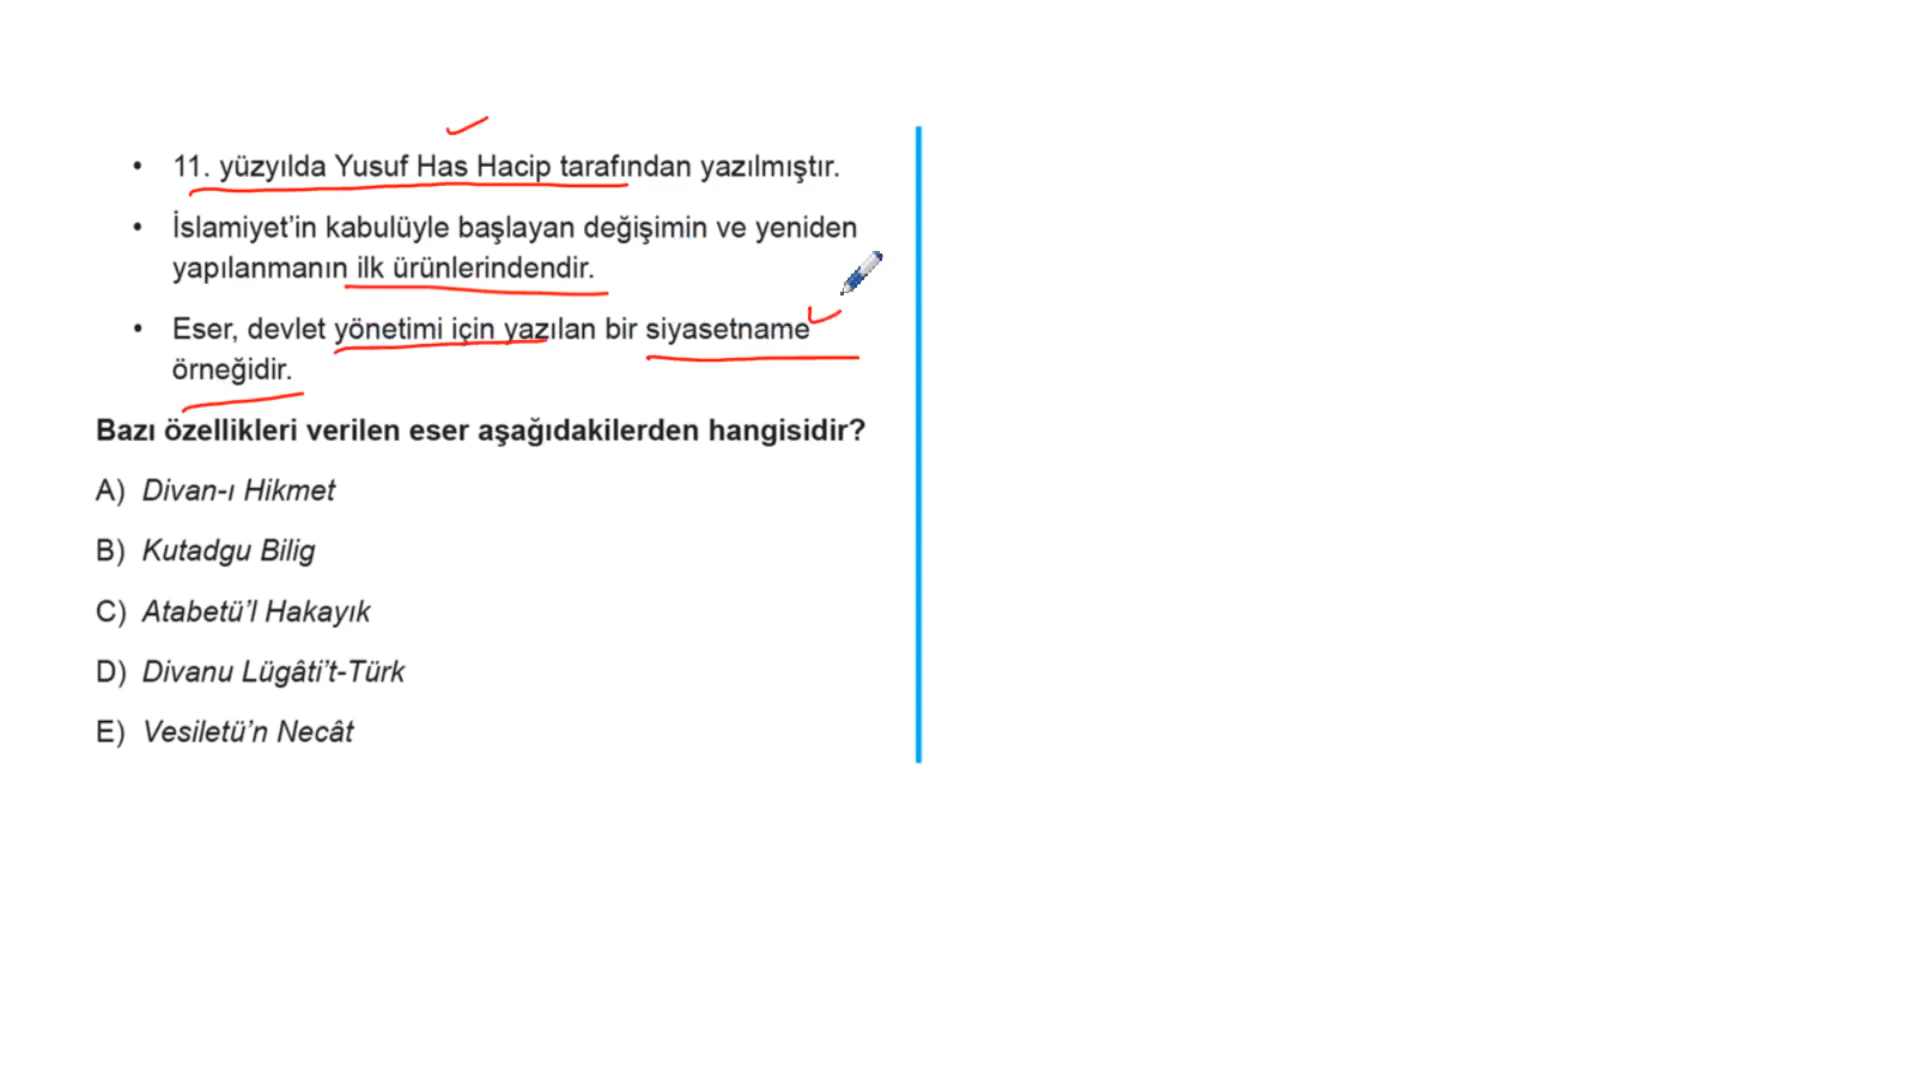 • 11. yüzyılda Yusuf Has Hacip tarafından yazılmıştır.
• İslamiyet’in kabulüyle başlayan değişimin ve yeniden
yapılanmanın ilk ürünlerindendir.
• Eser, devlet yönetimi için yazılan bir siyasetname
örneğidir.
Bazı özellikleri verilen eser aşağıdakilerden hangisidir?
A) Divan-ı Hikmet
B) Kutadgu Bilig
C) Atabetü’l Hakayık
D) Divanu Lügâti’t-Türk
E) Vesiletü’n Necât